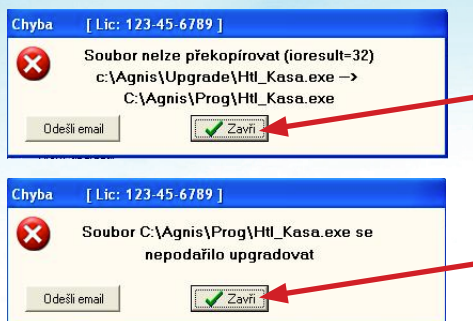 Chyba [ Lic: 123-45-6789 ]
Soubor nelze překopírovat (ioresult=32)
c:\Agnis\Upgrade\Htl_Kasa.exe –>
C:\Agnis\Prog\Htl_Kasa.exe
Odešli email Zavři
Chyba [ Lic: 123-45-6789 ]
Soubor C:\Agnis\Prog\Htl_Kasa.exe se
nepodařilo upgradovat
Odešli email Zavři